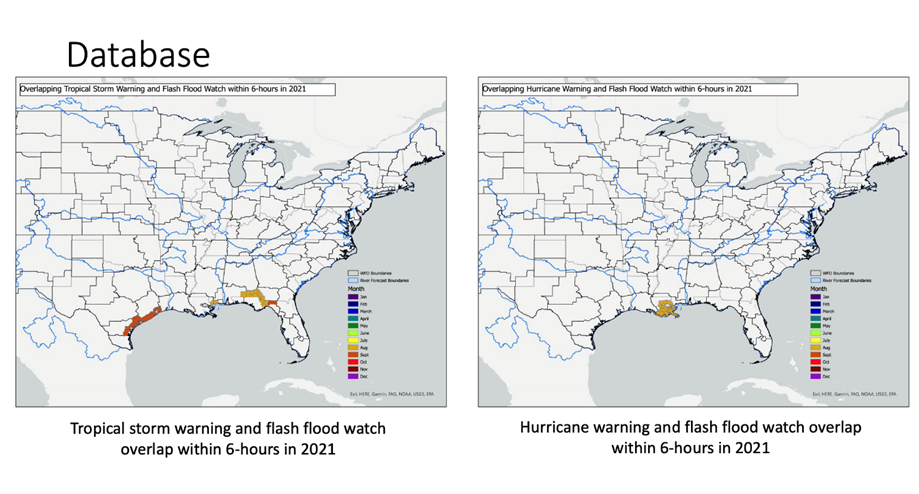 Database
Overlapping Tropical Storm Warning and Flash Flood Watch within 6-hours in 2021
WFO Boundaries
River Forecast Boundaries
Month
Jan
Feb
March
April
May
June
July
Aug
Sept
Oct
Nov
Dec
Esri, HERE, Garmin, FAO, NOAA, USGS, EPA
Tropical storm warning and flash flood watch
overlap within 6-hours in 2021
Overlapping Hurricane Warning and Flash Flood Watch within 6-hours in 2021
WFO Boundaries
River Forecast Boundaries
Month
Jan
Feb
March
April
May
June
July
Aug
Sept
Oct
Nov
Dec
Esri, HERE, Garmin, FAO, NOAA, USGS, EPA
Hurricane warning and flash flood watch overlap
within 6-hours in 2021